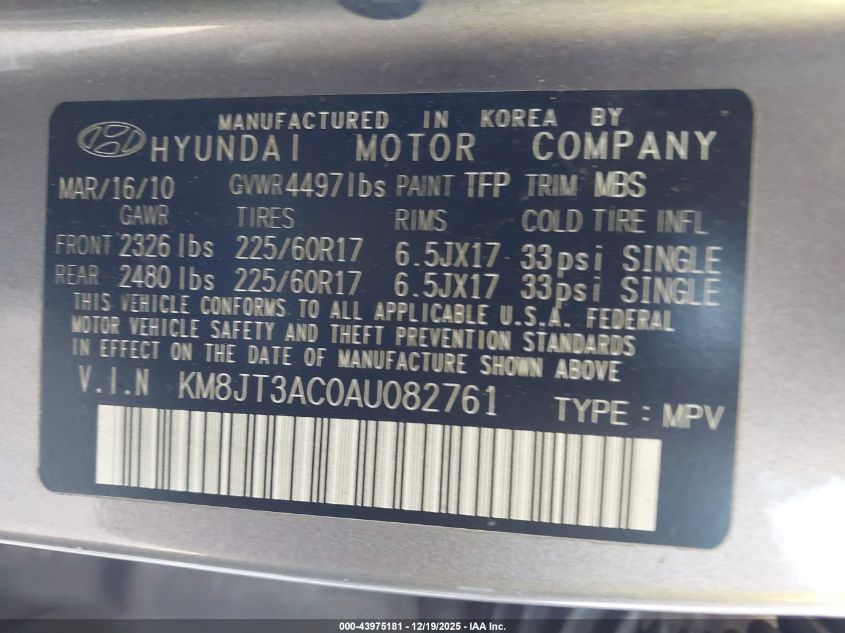 MANUFACTURED IN KOREA BY
HYUNDAI MOTOR COMPANY
MAR/16/10 GVWR 4497lbs PAINT TFP TRIM MBS
GAWR TIRES RIMS COLD TIRE INFL
FRONT 2326 lbs 225/60R17 6.5JX17 33psi SINGLE
REAR 2480 lbs 225/60R17 6.5JX17 33psi SINGLE
THIS VEHICLE CONFORMS TO ALL APPLICABLE U.S.A. FEDERAL
MOTOR VEHICLE SAFETY AND THEFT PREVENTION STANDARDS
IN EFFECT ON THE DATE OF MANUFACTURE SHOWN ABOVE
V.I.N KM8JT3AC0AU082761 TYPE : MPV
000-43975181 - 12/19/2025 - IAA Inc.